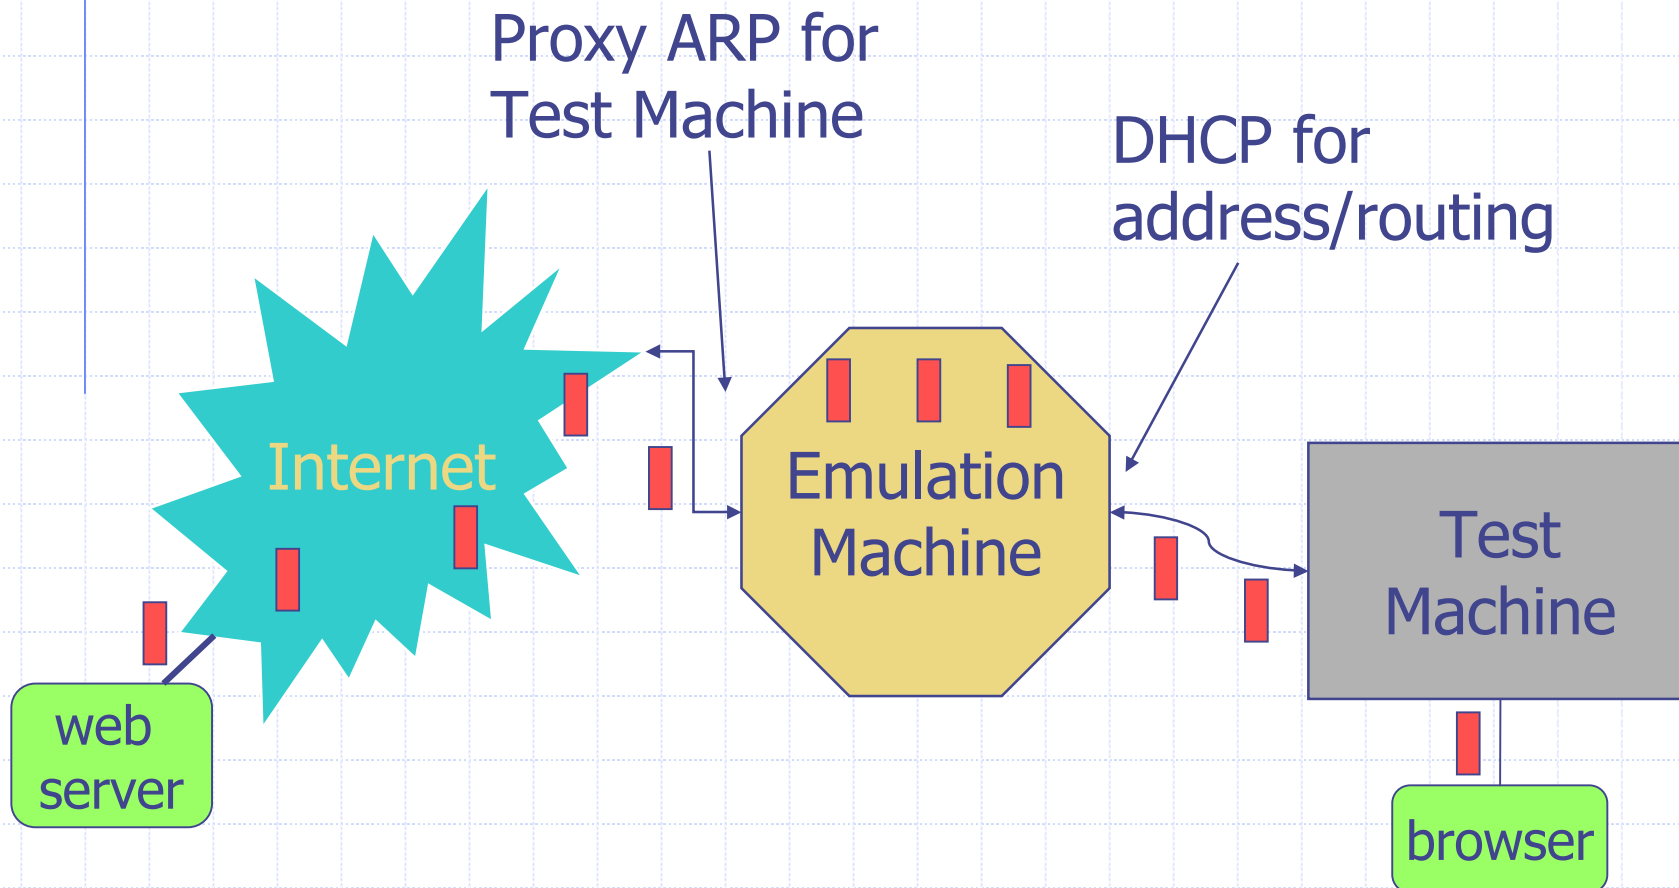 Proxy ARP for
Test Machine
DHCP for
address/routing
Internet
Emulation
Machine
Test
Machine
web
server
browser